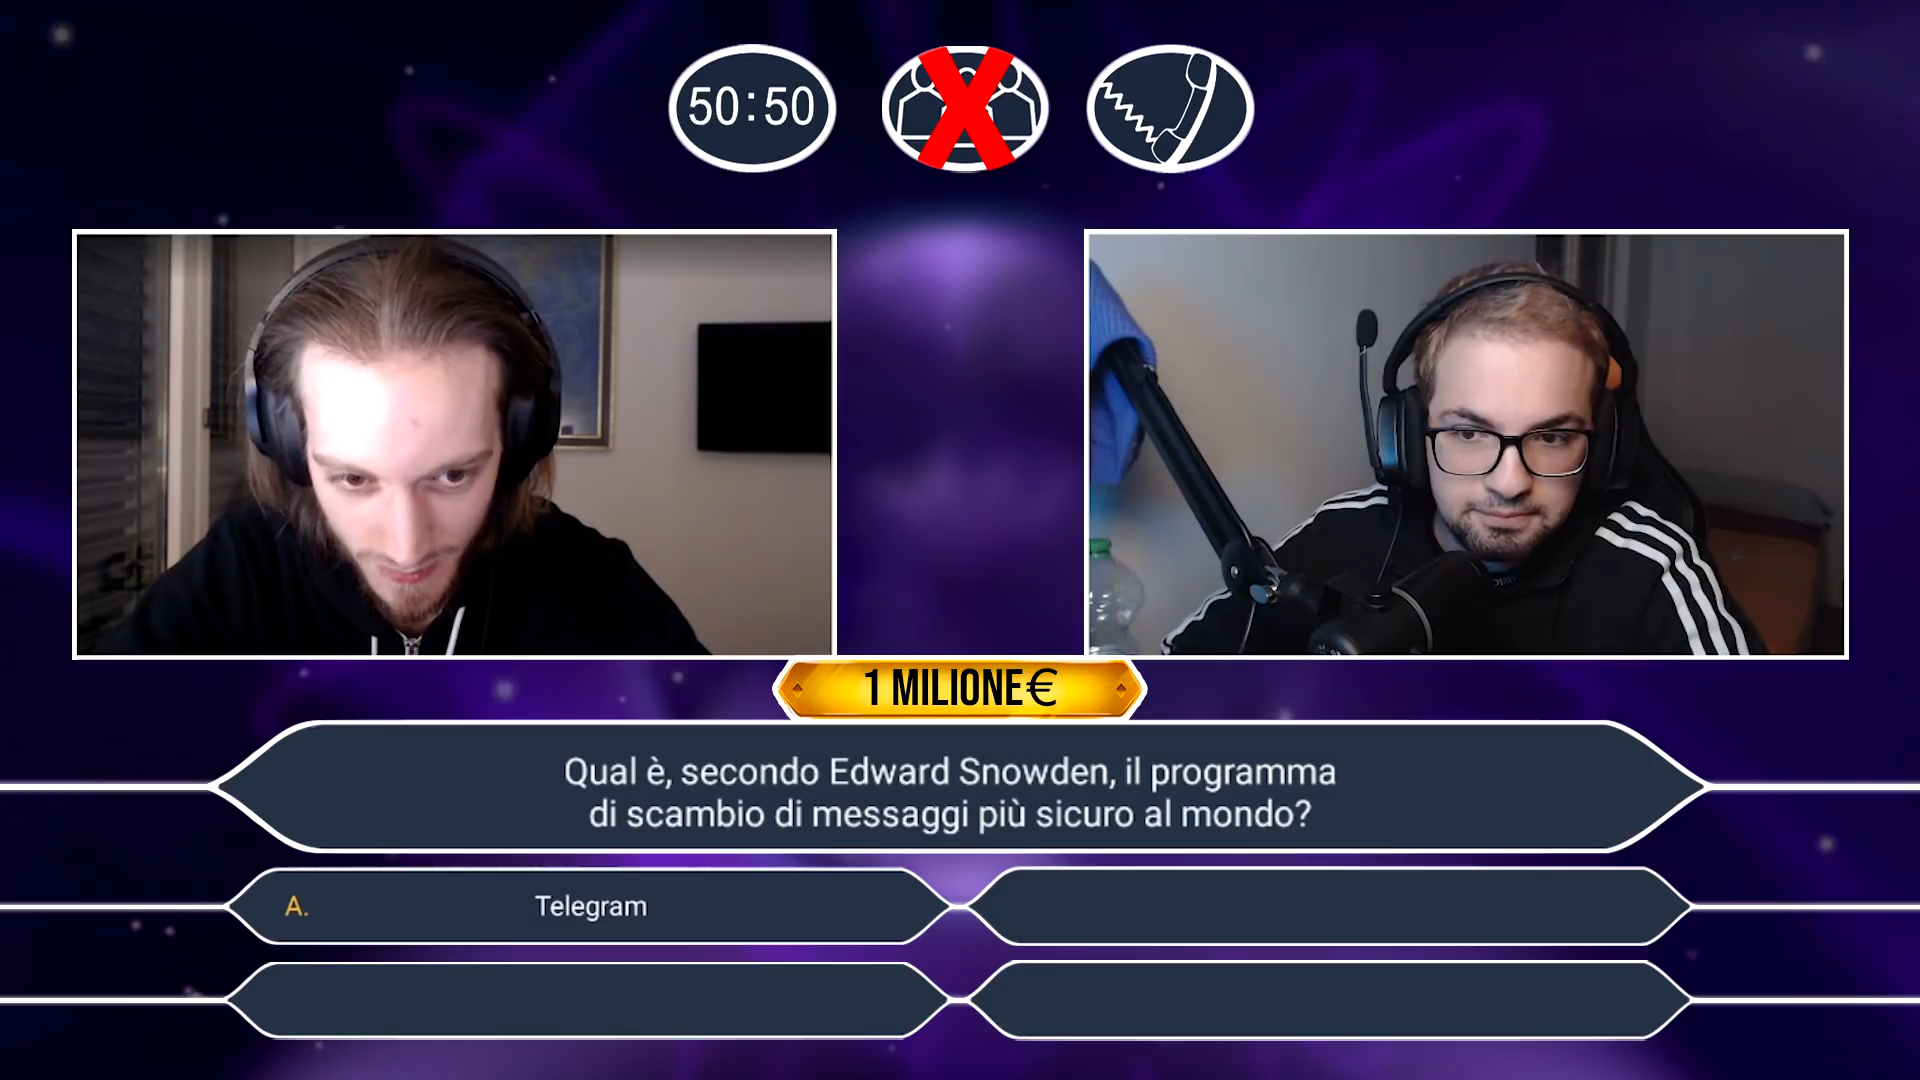 50:50
1 MILIONE€
Qual è, secondo Edward Snowden, il programma
di scambio di messaggi più sicuro al mondo?
A. Telegram